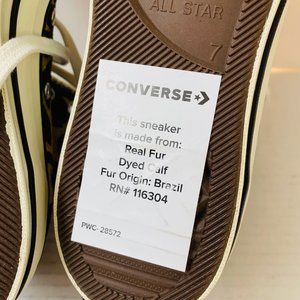 ALL STAR
7
CONVERSE
This sneaker
is made from:
Real Fur
Dyed Calf
Fur Origin: Brazil
RN# 116304
PWC- 28572